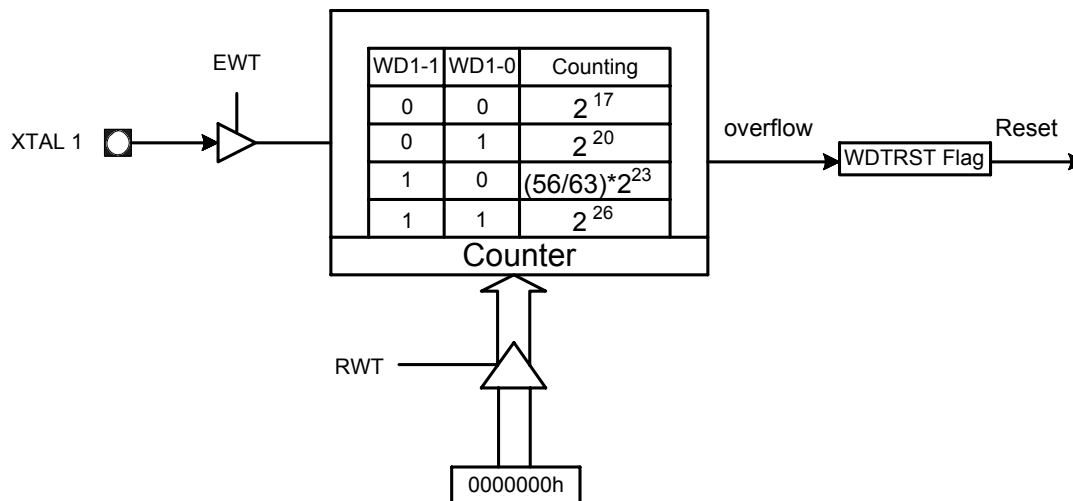 EWT
XTAL 1
WD1-1 WD1-0 Counting
0 0 2^17
0 1 2^20
1 0 (56/63)*2^23
1 1 2^26
Counter
overflow
WDTRST Flag
Reset
RWT
0000000h